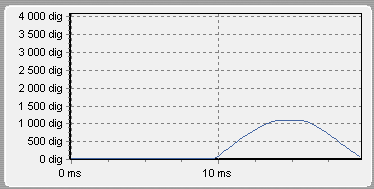 4 000 dig
3 500 dig
3 000 dig
2 500 dig
2 000 dig
1 500 dig
1 000 dig
500 dig
0 dig
0 ms 10 ms